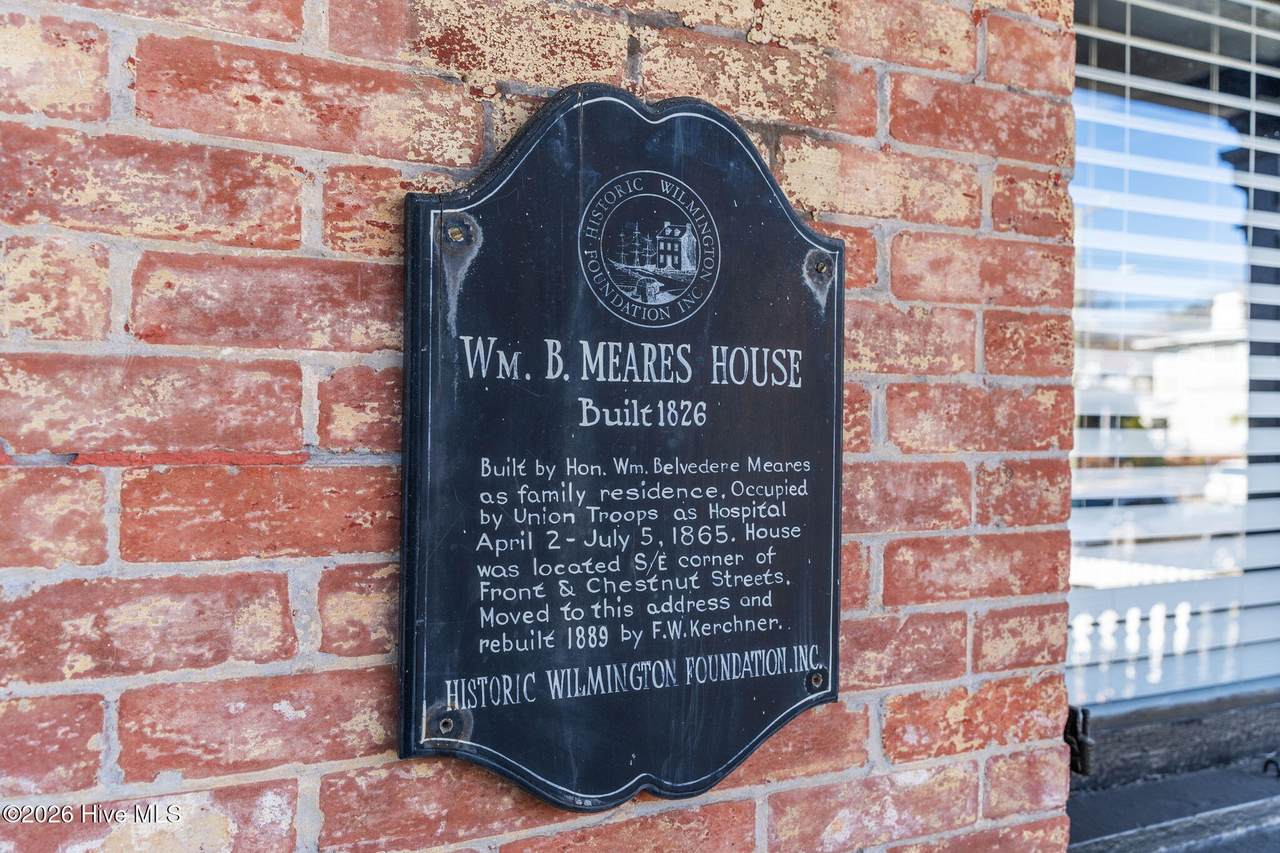 HISTORIC WILMINGTON
FOUNDATION INC
WM. B. MEARES HOUSE
Built 1826
Built by Hon. Wm. Belvedere Meares
as family residence. Occupied
by Union Troops as Hospital
April 2 - July 5, 1865. House
was located S/E corner of
Front & Chestnut Streets.
Moved to this address and
rebuilt 1889 by F.W. Kerchner.
HISTORIC WILMINGTON FOUNDATION. INC.
©2026 Hive MLS